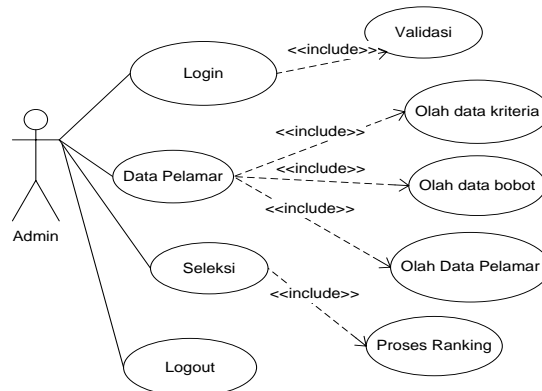 Validasi
<<include>>
Login
Olah data kriteria
<<include>>
Data Pelamar
<<include>>
Olah data bobot
<<include>>
Admin
Seleksi
Olah Data Pelamar
<<include>>
Proses Ranking
Logout